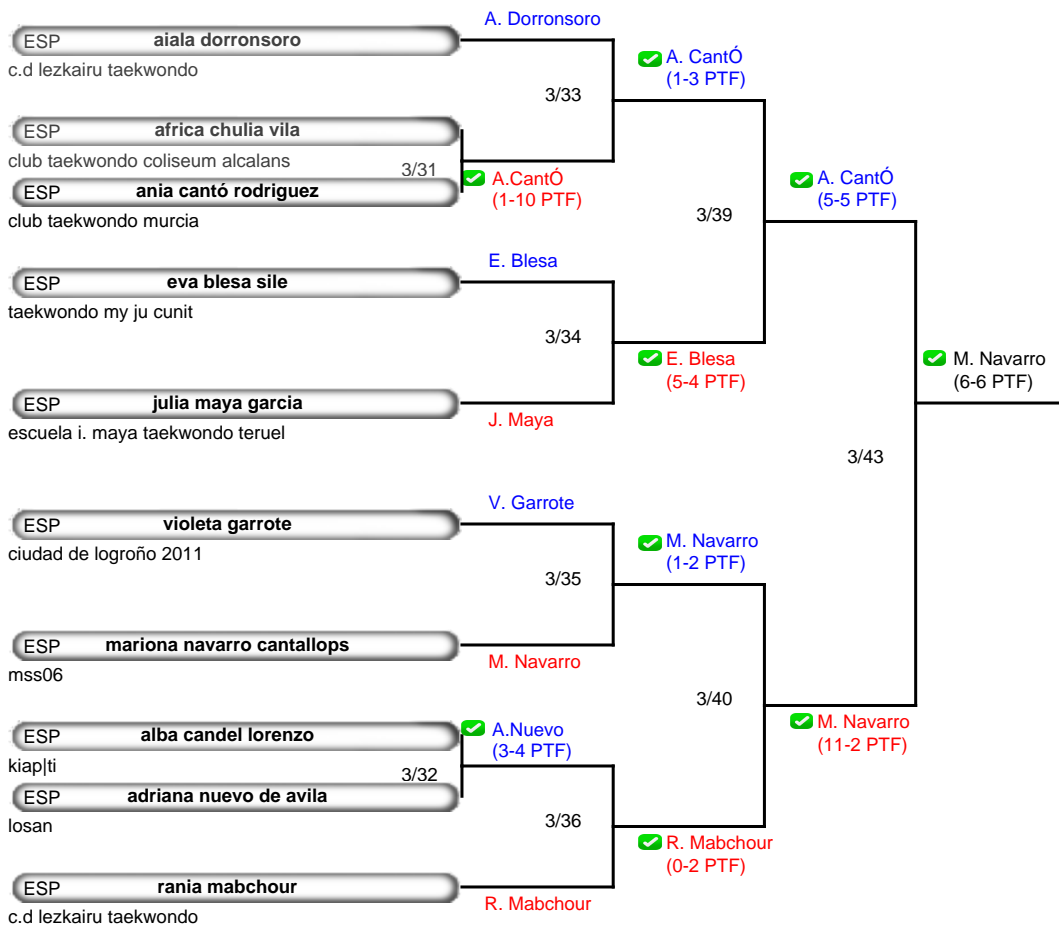 A. Dorronsoro
ESP aiala dorronsoro
c.d lezkairu taekwondo
A. CantÓ
(1-3 PTF)
3/33
ESP africa chulia vila
club taekwondo coliseum alcalans
3/31
A.CantÓ
(1-10 PTF)
ESP ania cantó rodriguez
club taekwondo murcia
A. CantÓ
(5-5 PTF)
3/39
E. Blesa
ESP eva blesa sile
taekwondo my ju cunit
3/34
E. Blesa
(5-4 PTF)
M. Navarro
(6-6 PTF)
ESP julia maya garcia
J. Maya
escuela i. maya taekwondo teruel
3/43
V. Garrote
ESP violeta garrote
ciudad de logroño 2011
M. Navarro
(1-2 PTF)
3/35
ESP mariona navarro cantallops
M. Navarro
mss06
3/40
M. Navarro
(11-2 PTF)
ESP alba candel lorenzo
A.Nuevo
(3-4 PTF)
kiap|ti
3/32
ESP adriana nuevo de avila
losan
3/36
R. Mabchour
(0-2 PTF)
ESP rania mabchour
R. Mabchour
c.d lezkairu taekwondo